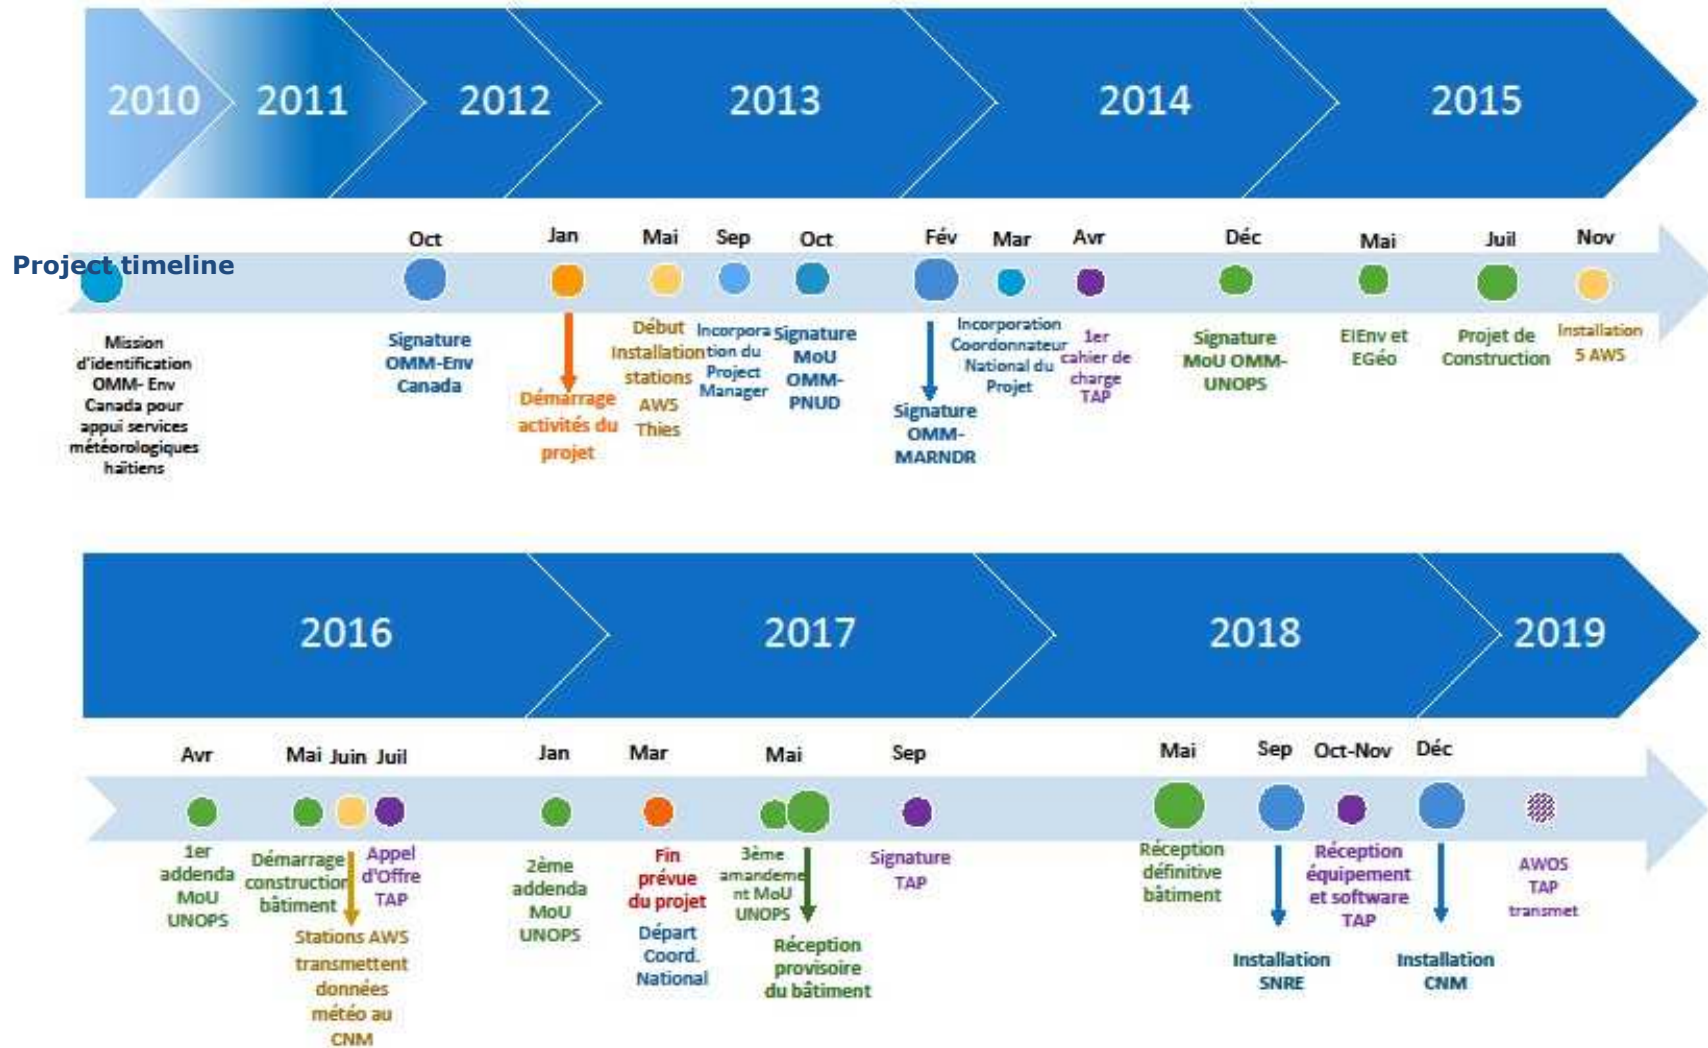 2010
2011
2012
2013
2014
2015
Project timeline
Oct
Jan
Mai
Sep
Oct
Fév
Mar
Avr
Déc
Mai
Juil
Nov
Mission
d'identification
OMM- Env
Canada pour
appui services
météorologiques
haïtiens
Signature
OMM-Env
Canada
Démarrage
activités du
projet
Début
Installation
stations
AWS
Thies
Incorpora
tion du
Project
Manager
Signature
MoU
OMM-
PNUD
Signature
OMM-
MARNDR
Incorporation
Coordonnateur
National du
Projet
1er
cahier de
charge
TAP
Signature
MoU OMM-
UNOPS
EIEnv et
EGéo
Projet de
Construction
Installation
5 AWS
2016
2017
2018
2019
Avr
Mai
Juin
Juil
Jan
Mar
Mai
Sep
Mai
Sep
Oct-Nov
Déc
1er
addenda
MoU
UNOPS
Démarrage
construction
bâtiment
Stations AWS
transmettent
données
météo au
CNM
Appel
d'Offre
TAP
2ème
addenda
MoU
UNOPS
Fin
prévue
du projet
Départ
Coord.
National
3ème
amandeme
nt MoU
UNOPS
Réception
provisoire
du bâtiment
Signature
TAP
Réception
définitive
bâtiment
Installation
SNRE
Réception
équipement
et software
TAP
Installation
CNM
AWOS
TAP
transmet